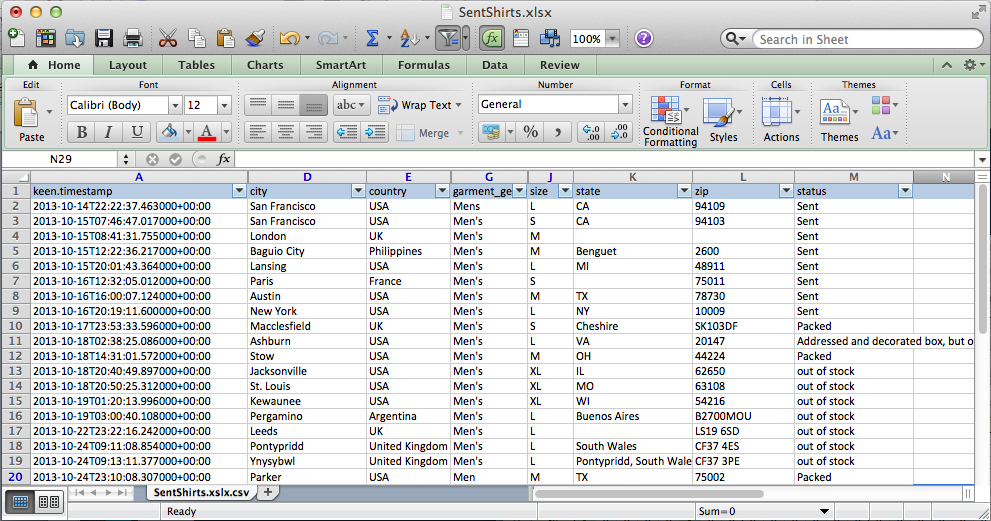 SentShirts.xlsx
100%
Search in Sheet
Home Layout Tables Charts SmartArt Formulas Data Review
Edit Font Alignment Number Format Cells Themes
Calibri (Body) 12 abc Wrap Text General
Paste B I U A Merge % Conditional Formatting Styles Actions Themes Aa
N29 fx
A D E G J K L M N
1 keen.timestamp city country garment_ge size state zip status
2 2013-10-14T22:22:37.463000+00:00 San Francisco USA Mens L CA 94109 Sent
3 2013-10-15T07:46:47.017000+00:00 San Francisco USA Men's S CA 94103 Sent
4 2013-10-15T08:41:31.755000+00:00 London UK Men's M Sent
5 2013-10-15T12:22:36.217000+00:00 Baguio City Philippines Men's M Benguet 2600 Sent
6 2013-10-15T20:01:43.364000+00:00 Lansing USA Men's L MI 48911 Sent
7 2013-10-16T12:32:05.012000+00:00 Paris France Men's S 75011 Sent
8 2013-10-16T16:00:07.124000+00:00 Austin USA Men's M TX 78730 Sent
9 2013-10-16T20:19:11.600000+00:00 New York USA Men's L NY 10009 Sent
10 2013-10-17T23:53:33.596000+00:00 Macclesfield UK Men's S Cheshire SK103DF Packed
11 2013-10-18T02:38:25.086000+00:00 Ashburn USA Men's L VA 20147 Addressed and decorated box, but o
12 2013-10-18T14:31:01.572000+00:00 Stow USA Men's M OH 44224 Packed
13 2013-10-18T20:40:49.897000+00:00 Jacksonville USA Men's XL IL 62650 out of stock
14 2013-10-18T20:50:25.312000+00:00 St. Louis USA Men's XL MO 63108 out of stock
15 2013-10-19T01:20:13.996000+00:00 Kewaunee USA Men's XL WI 54216 out of stock
16 2013-10-19T03:00:40.108000+00:00 Pergamino Argentina Men's L Buenos Aires B2700MOU out of stock
17 2013-10-22T23:22:16.242000+00:00 Leeds UK Men's L LS19 6SD out of stock
18 2013-10-24T09:11:08.854000+00:00 Pontypridd United Kingdom Men's L South Wales CF37 4ES out of stock
19 2013-10-24T09:13:11.377000+00:00 Ynysybwl United Kingdom Men's L Pontypridd, South Wale CF37 3PE out of stock
20 2013-10-24T23:10:08.307000+00:00 Parker USA Men M TX 75002 Packed
SentShirts.xslx.csv
Ready Sum=0